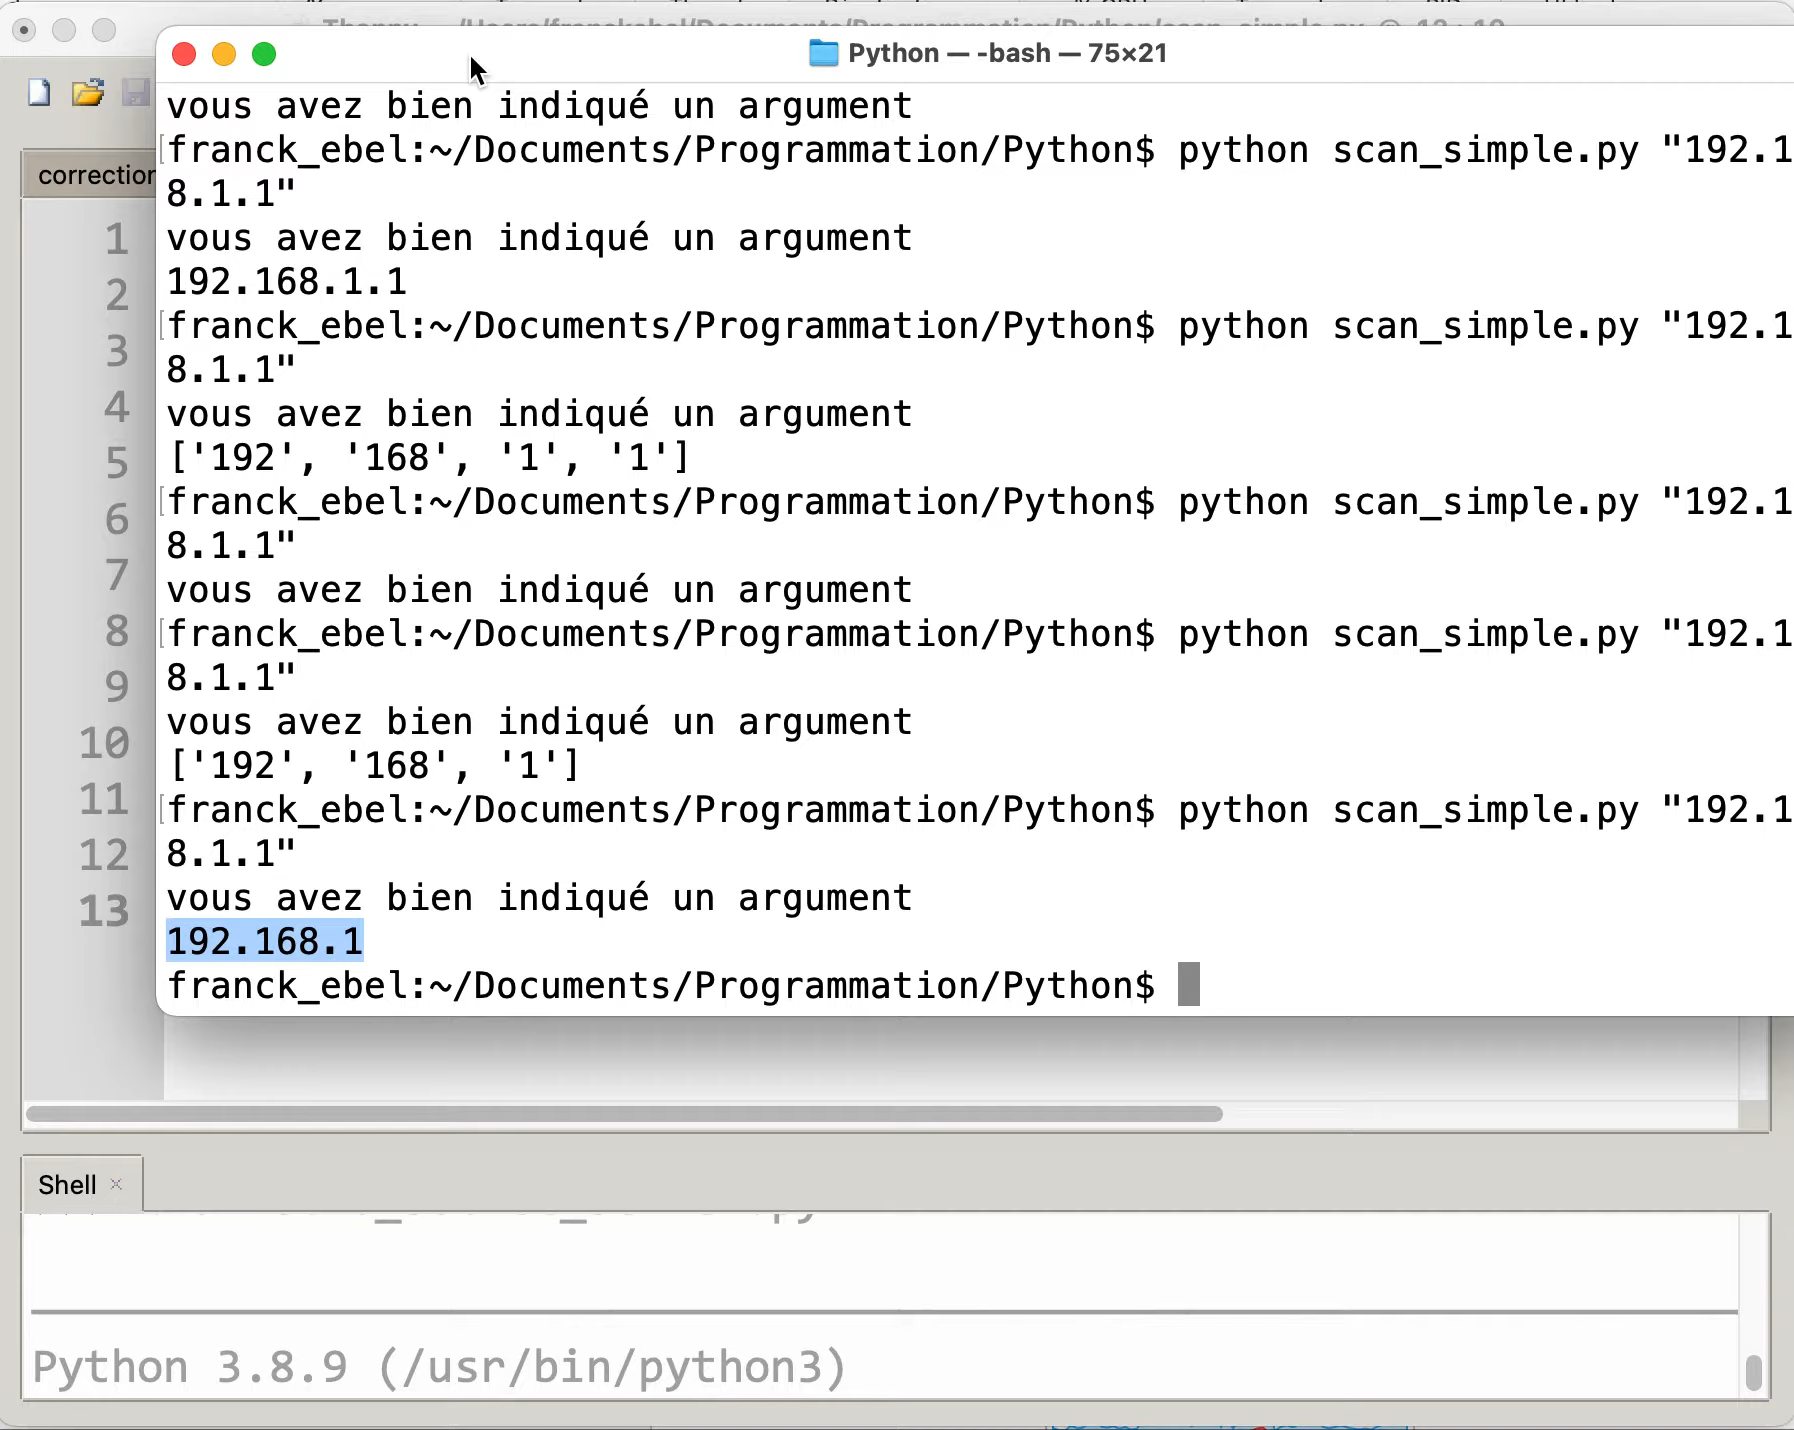 Python — -bash — 75×21
vous avez bien indiqué un argument
franck_ebel:~/Documents/Programmation/Python$ python scan_simple.py "192.1
8.1.1"
vous avez bien indiqué un argument
192.168.1.1
franck_ebel:~/Documents/Programmation/Python$ python scan_simple.py "192.1
8.1.1"
vous avez bien indiqué un argument
['192', '168', '1', '1']
franck_ebel:~/Documents/Programmation/Python$ python scan_simple.py "192.1
8.1.1"
vous avez bien indiqué un argument
franck_ebel:~/Documents/Programmation/Python$ python scan_simple.py "192.1
8.1.1"
vous avez bien indiqué un argument
['192', '168', '1']
franck_ebel:~/Documents/Programmation/Python$ python scan_simple.py "192.1
8.1.1"
vous avez bien indiqué un argument
192.168.1
franck_ebel:~/Documents/Programmation/Python$
correction
1
2
3
4
5
6
7
8
9
10
11
12
13
Shell
Python 3.8.9 (/usr/bin/python3)